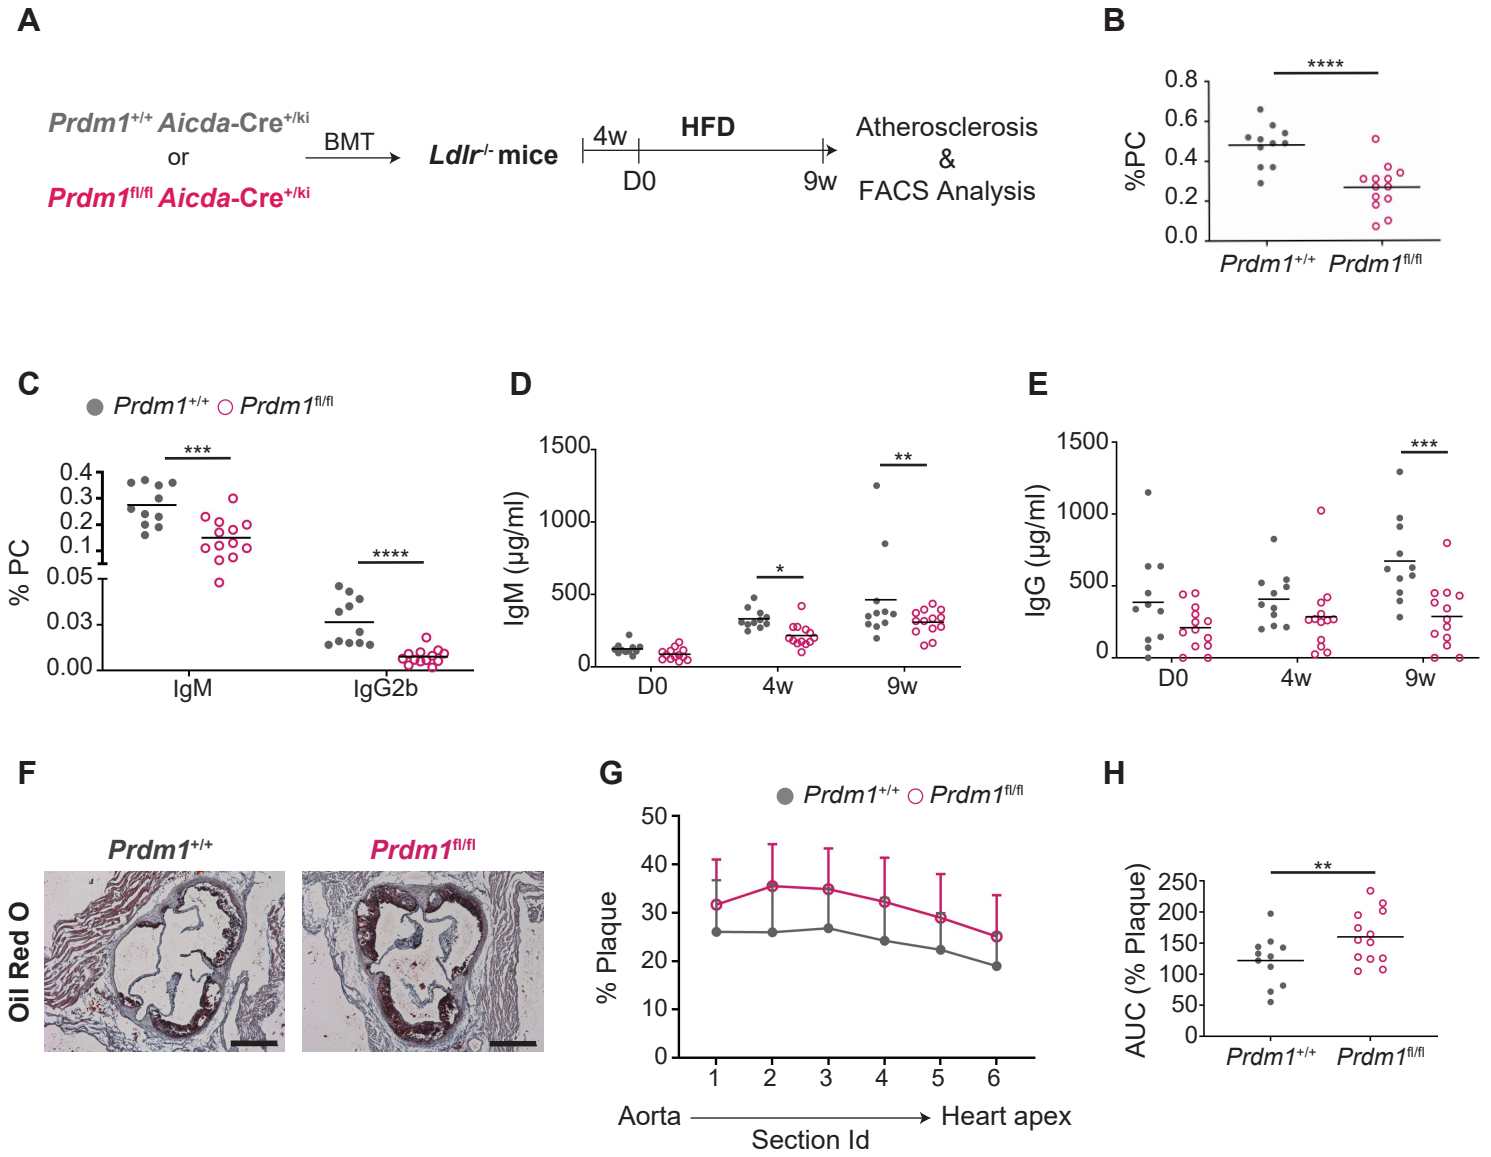 A
Prdm1+/+ Aicda-Cre+/ki
or
Prdm1fl/fl Aicda-Cre+/ki
BMT
Ldlr-/- mice
4w
HFD
D0
9w
Atherosclerosis
&
FACS Analysis
B
****
%PC
0.8
0.6
0.4
0.2
0.0
Prdm1+/+ Prdm1fl/fl
C
Prdm1+/+ Prdm1fl/fl
***
****
% PC
0.4
0.3
0.2
0.1
0.05
0.03
0.00
IgM IgG2b
D
IgM (µg/ml)
1500
1000
500
0
*
**
D0 4w 9w
E
IgG (µg/ml)
1500
1000
500
0
***
D0 4w 9w
F
Prdm1+/+ Prdm1fl/fl
Oil Red O
G
Prdm1+/+ Prdm1fl/fl
% Plaque
50
40
30
20
10
0
1 2 3 4 5 6
Aorta Heart apex
Section Id
H
**
AUC (% Plaque)
250
200
150
100
50
0
Prdm1+/+ Prdm1fl/fl